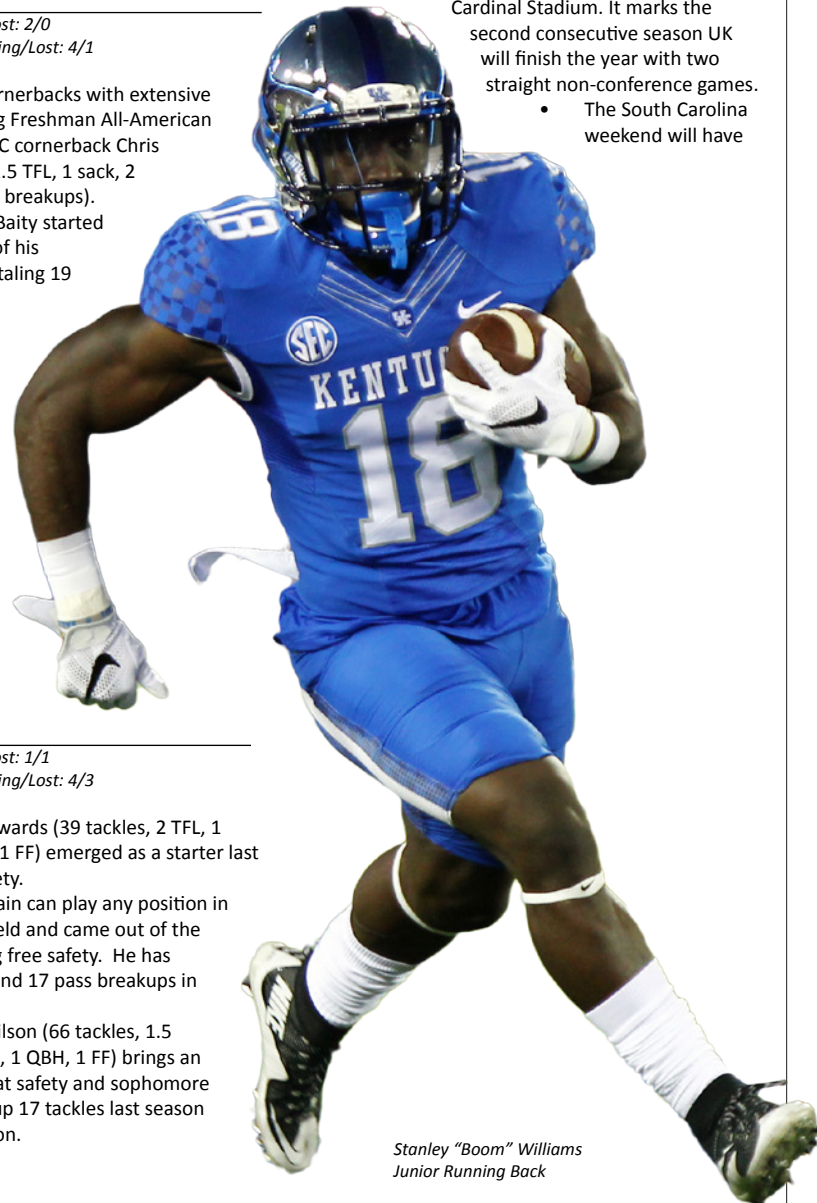 ost: 2/0
ing/Lost: 4/1
rnerbacks with extensive
g Freshman All-American
C cornerback Chris
.5 TFL, 1 sack, 2
breakups).
Baity started
of his
taling 19
ost: 1/1
ing/Lost: 4/3
wards (39 tackles, 2 TFL, 1
1 FF) emerged as a starter last
ety.
ain can play any position in
eld and came out of the
g free safety. He has
nd 17 pass breakups in
ilson (66 tackles, 1.5
, 1 QBH, 1 FF) brings an
at safety and sophomore
up 17 tackles last season
on.
Cardinal Stadium. It marks the
second consecutive season UK
will finish the year with two
straight non-conference games.
• The South Carolina
weekend will have
18
UK
SEC
KENTUC
18
NIKE
Stanley “Boom” Williams
Junior Running Back